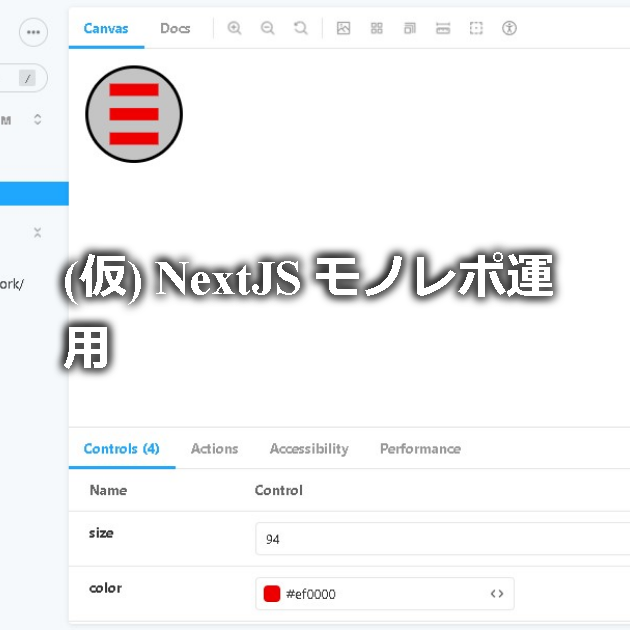 Canvas Docs
/
M
ork/
(仮) NextJS モノレポ運
用
Controls (4) Actions Accessibility Performance
Name Control
size 94
color #ef0000